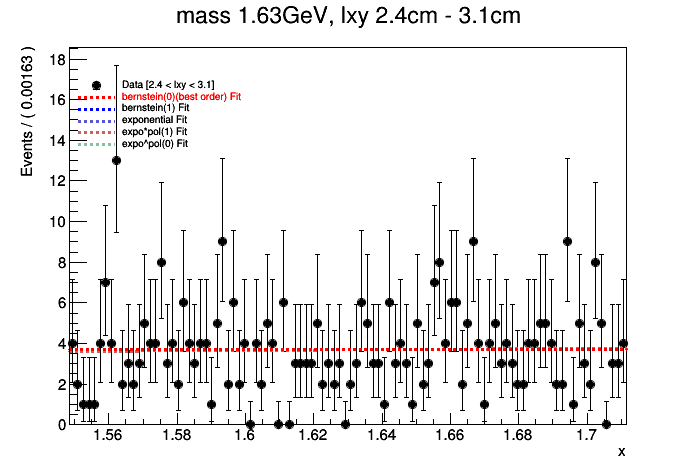 mass 1.63GeV, lxy 2.4cm - 3.1cm
Events / ( 0.00163 )
18
16
14
12
10
8
6
4
2
0
Data [2.4 < lxy < 3.1]
bernstein(0)(best order) Fit
bernstein(1) Fit
exponential Fit
expo*pol(1) Fit
expo^pol(0) Fit
1.56 1.58 1.6 1.62 1.64 1.66 1.68 1.7
x